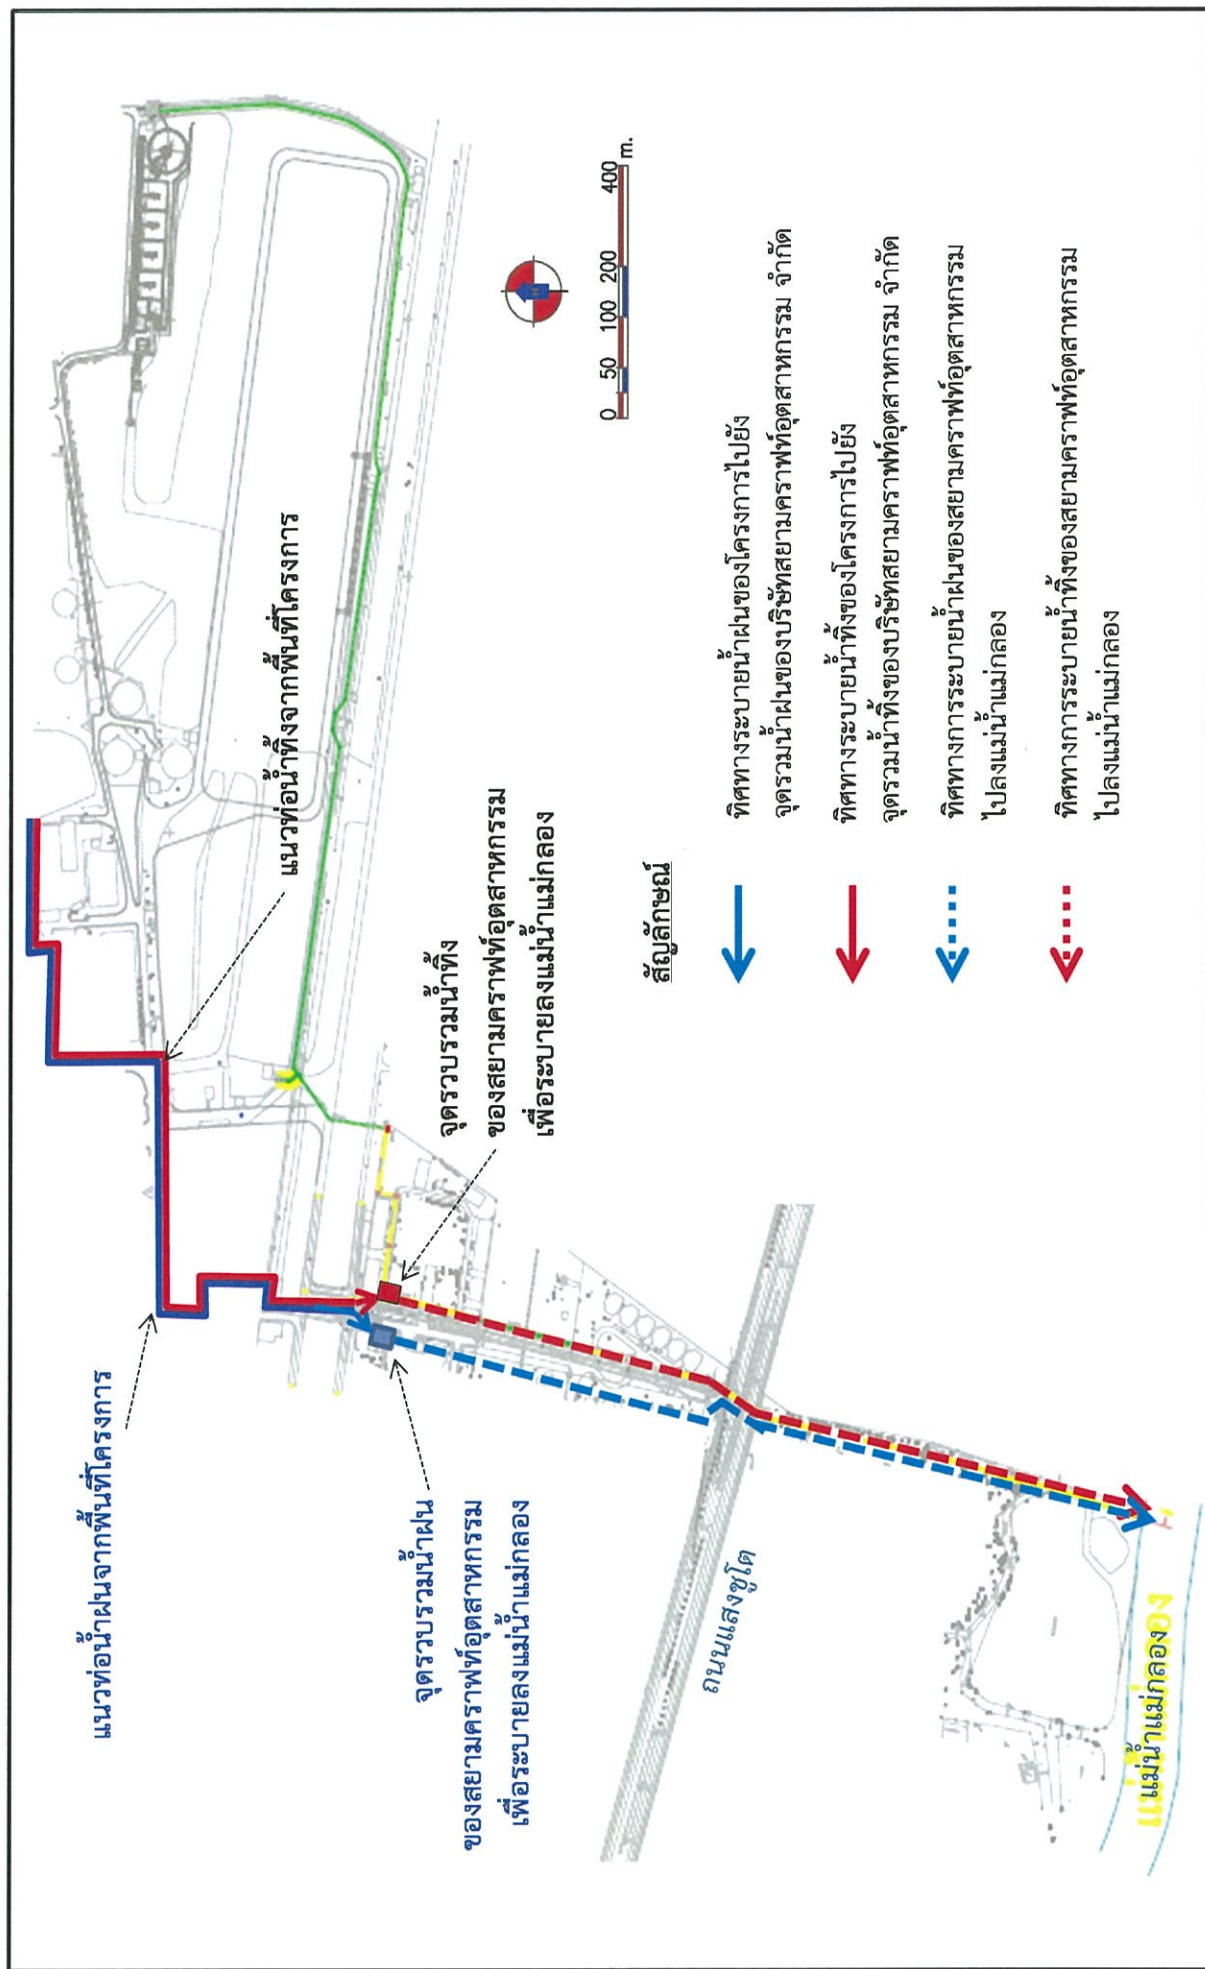 แนวท่อน้ำฝนจากพื้นที่โครงการ
แนวท่อน้ำทิ้งจากพื้นที่โครงการ
จุดรวบรวมน้ำฝน
ของสยามคราฟท์อุตสาหกรรม
เพื่อระบายลงแม่น้ำแม่กลอง
จุดรวบรวมน้ำทิ้ง
ของสยามคราฟท์อุตสาหกรรม
เพื่อระบายลงแม่น้ำแม่กลอง
ถนนแสงชูโต
แม่น้ำแม่กลอง
แม่น้ำแม่กลอง
0 50 100 200 400 m.
สัญลักษณ์
ทิศทางระบายน้ำฝนของโครงการไปยัง
จุดรวมน้ำฝนของบริษัทสยามคราฟท์อุตสาหกรรม จำกัด
ทิศทางระบายน้ำทิ้งของโครงการไปยัง
จุดรวมน้ำทิ้งของบริษัทสยามคราฟท์อุตสาหกรรม จำกัด
ทิศทางการระบายน้ำฝนของสยามคราฟท์อุตสาหกรรม
ไปลงแม่น้ำแม่กลอง
ทิศทางการระบายน้ำทิ้งของสยามคราฟท์อุตสาหกรรม
ไปลงแม่น้ำแม่กลอง